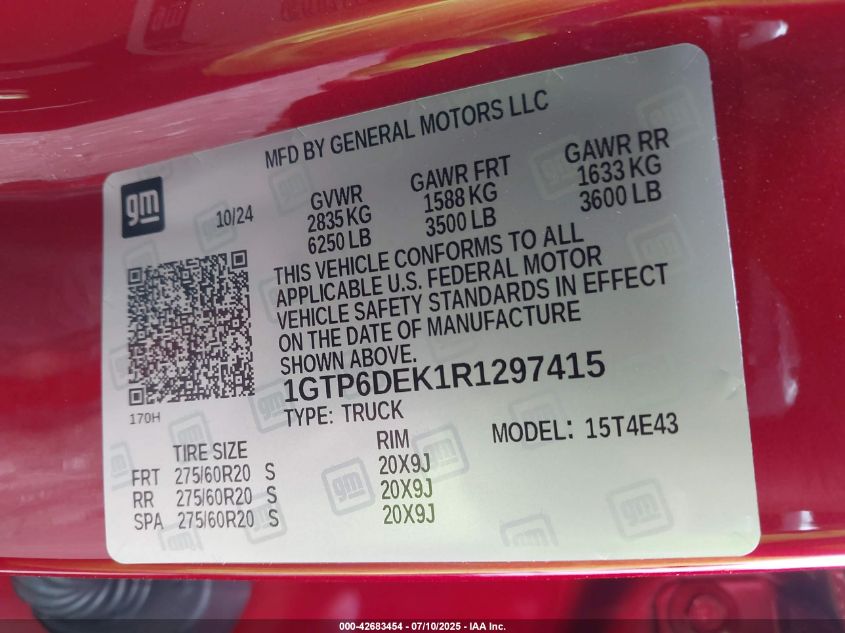 MFD BY GENERAL MOTORS LLC
gm
10/24
GVWR
2835 KG
6250 LB
GAWR FRT
1588 KG
3500 LB
GAWR RR
1633 KG
3600 LB
THIS VEHICLE CONFORMS TO ALL
APPLICABLE U.S. FEDERAL MOTOR
VEHICLE SAFETY STANDARDS IN EFFECT
ON THE DATE OF MANUFACTURE
SHOWN ABOVE.
1GTP6DEK1R1297415
170H
TYPE: TRUCK
MODEL: 15T4E43
TIRE SIZE RIM
FRT 275/60R20 S 20X9J
RR 275/60R20 S 20X9J
SPA 275/60R20 S 20X9J
000-42683454 - 07/10/2025 - IAA Inc.